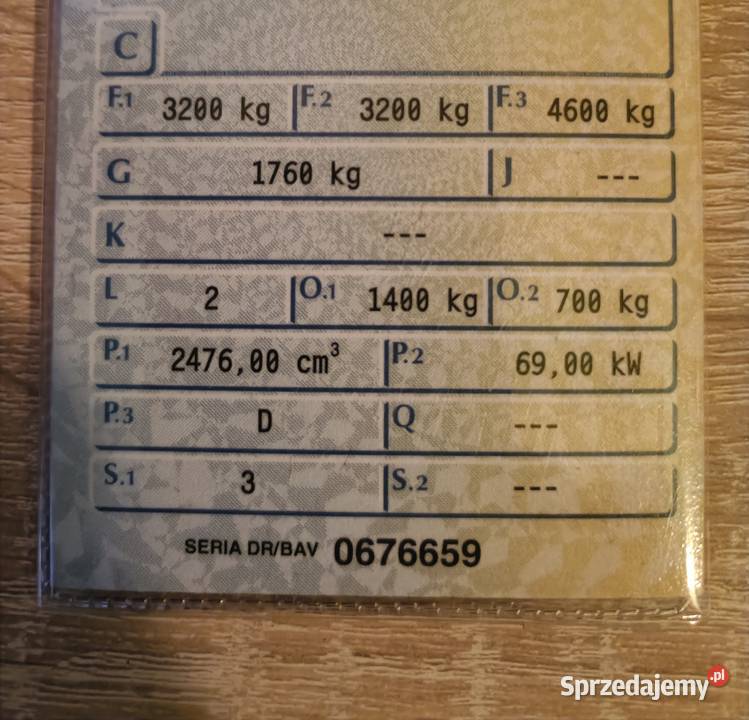 C
F.1 3200 kg F.2 3200 kg F.3 4600 kg
G 1760 kg J ---
K ---
L 2 O.1 1400 kg O.2 700 kg
P.1 2476,00 cm³ P.2 69,00 kW
P.3 D Q ---
S.1 3 S.2 ---
SERIA DR/BAV 0676659
Sprzedajemy.pl